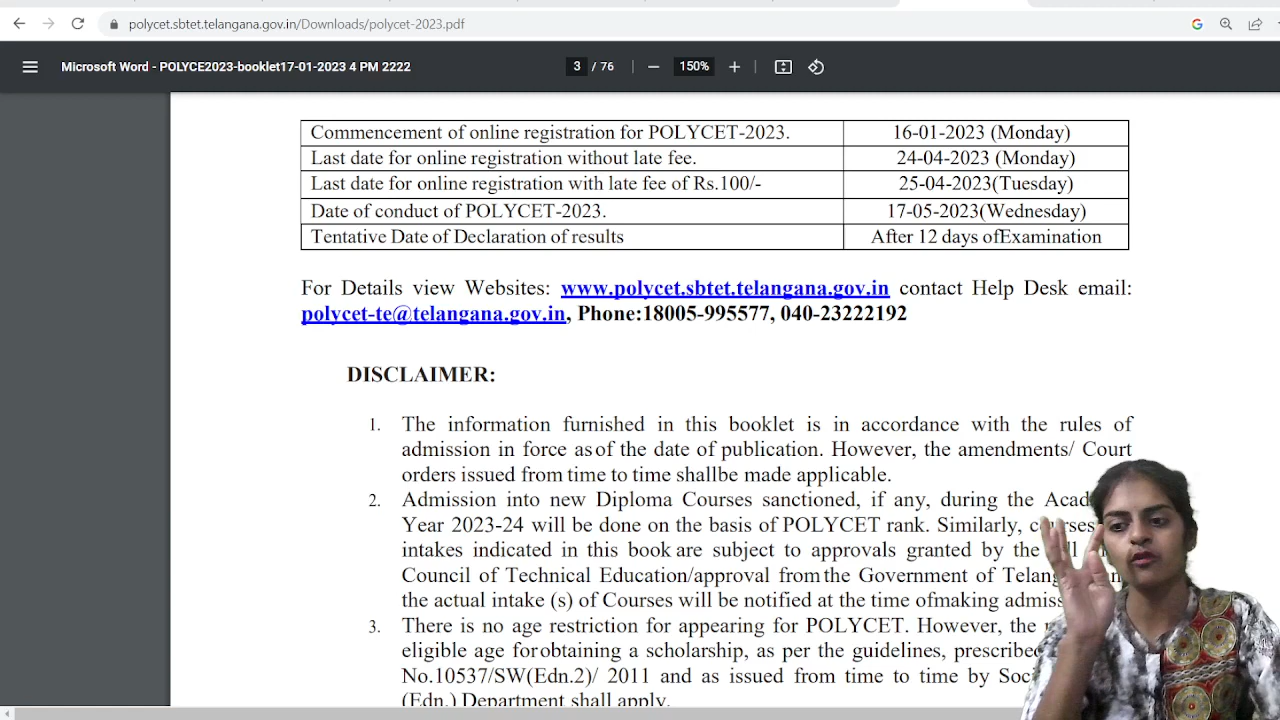 polycet.sbtet.telangana.gov.in/Downloads/polycet-2023.pdf
Microsoft Word - POLYCE2023-booklet17-01-2023 4 PM 2222
3 / 76
150%
Commencement of online registration for POLYCET-2023. 16-01-2023 (Monday)
Last date for online registration without late fee. 24-04-2023 (Monday)
Last date for online registration with late fee of Rs.100/- 25-04-2023(Tuesday)
Date of conduct of POLYCET-2023. 17-05-2023(Wednesday)
Tentative Date of Declaration of results After 12 days ofExamination
For Details view Websites: www.polycet.sbtet.telangana.gov.in contact Help Desk email:
polycet-te@telangana.gov.in, Phone:18005-995577, 040-23222192
DISCLAIMER:
1. The information furnished in this booklet is in accordance with the rules of
admission in force as of the date of publication. However, the amendments/ Court
orders issued from time to time shallbe made applicable.
2. Admission into new Diploma Courses sanctioned, if any, during the
Year 2023-24 will be done on the basis of POLYCET rank. Similarly,
intakes indicated in this book are subject to approvals granted by the
Council of Technical Education/approval from the Government of
the actual intake (s) of Courses will be notified at the time ofmaking
3. There is no age restriction for appearing for POLYCET. However, the
eligible age for obtaining a scholarship, as per the guidelines, prescribed
No.10537/SW(Edn.2)/ 2011 and as issued from time to time by
(Edn.) Department shall apply.